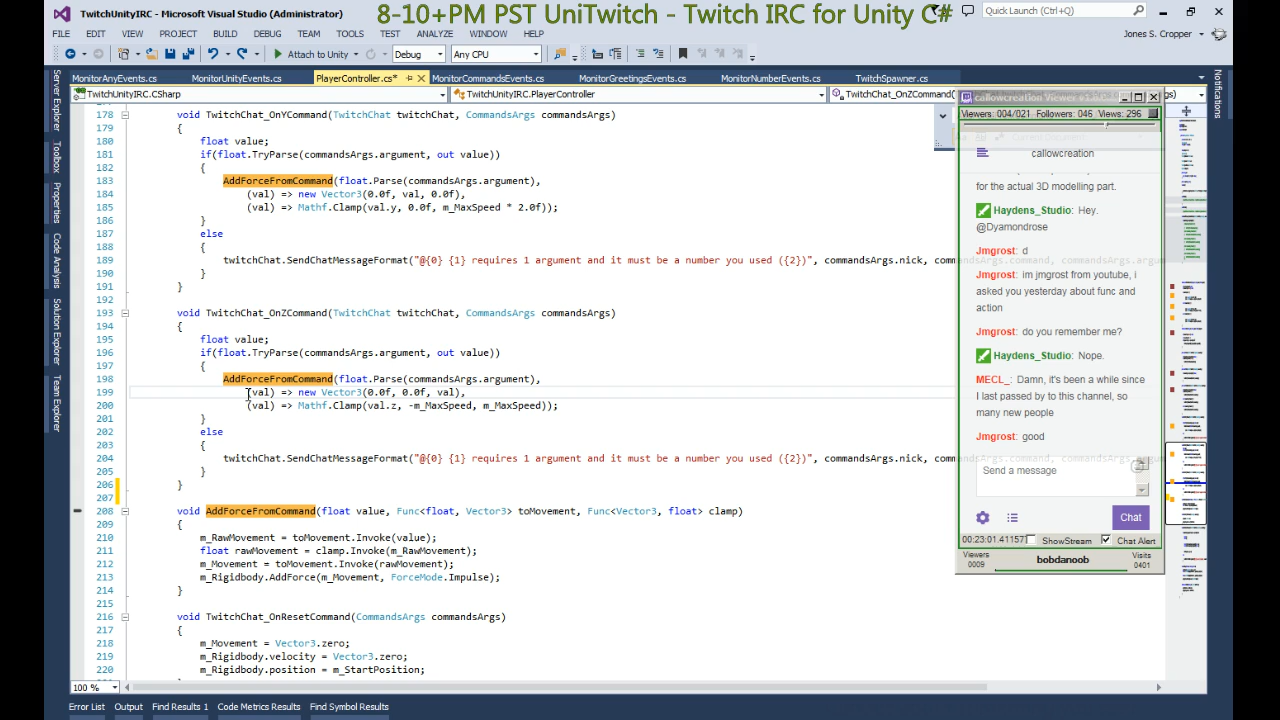 TwitchUnityIRC - Microsoft Visual Studio (Administrator)
8-10+PM PST UniTwitch - Twitch IRC for Unity C#
Quick Launch (Ctrl+Q)
FILE EDIT VIEW PROJECT BUILD DEBUG TEAM TOOLS TEST ANALYZE WINDOW HELP
Jones S. Cropper
Attach to Unity Debug Any CPU
MonitorAnyEvents.cs MonitorUnityEvents.cs PlayerController.cs* MonitorCommandsEvents.cs MonitorGreetingsEvents.cs MonitorNumberEvents.cs TwitchSpawner.cs
TwitchUnityIRC.CSharp TwitchUnityIRC.PlayerController TwitchChat_OnZCommand(
Server Explorer
Toolbox
Properties
Code Analysis
Solution Explorer
Team Explorer
Notifications
178 void TwitchChat_OnYCommand(TwitchChat twitchChat, CommandsArgs commandsArgs)
179 {
180 float value;
181 if(float.TryParse(commandsArgs.argument, out value))
182 {
183 AddForceFromCommand(float.Parse(commandsArgs.argument),
184 (val) => new Vector3(0.0f, val, 0.0f),
185 (val) => Mathf.Clamp(val.y, 0.0f, m_MaxSpeed * 2.0f));
186 }
187 else
188 {
189 twitchChat.SendChatMessageFormat("@{0} {1} requires 1 argument and it must be a number you used ({2})", commandsArgs.nick,
190 }
191 }
192
193 void TwitchChat_OnZCommand(TwitchChat twitchChat, CommandsArgs commandsArgs)
194 {
195 float value;
196 if(float.TryParse(commandsArgs.argument, out value))
197 {
198 AddForceFromCommand(float.Parse(commandsArgs.argument),
199 (val) => new Vector3(0.0f, 0.0f, val),
200 (val) => Mathf.Clamp(val.z, -m_MaxSpeed, m_MaxSpeed));
201 }
202 else
203 {
204 twitchChat.SendChatMessageFormat("@{0} {1} requires 1 argument and it must be a number you used ({2})", commandsArgs.nick,
205 }
206 }
207
208 void AddForceFromCommand(float value, Func<float, Vector3> toMovement, Func<Vector3, float> clamp)
209 {
210 m_RawMovement = toMovement.Invoke(value);
211 float rawMovement = clamp.Invoke(m_RawMovement);
212 m_Movement = toMovement.Invoke(rawMovement);
213 m_Rigidbody.AddForce(m_Movement, ForceMode.Impulse);
214 }
215
216 void TwitchChat_OnResetCommand(CommandsArgs commandsArgs)
217 {
218 m_Movement = Vector3.zero;
219 m_Rigidbody.velocity = Vector3.zero;
220 m_Rigidbody.position = m_StartPosition;
100 %
Error List Output Find Results 1 Code Metrics Results Find Symbol Results
callowcreation Viewer
Viewers: 004/021 Followers: 046 Views: 296
callowcreation
for the actual 3D modelling part.
Haydens_Studio: Hey.
@Dyamondrose
Jmgrost: d
Jmgrost: im jmgrost from youtube, i
asked you yesterday about func and
action
Jmgrost: do you remember me?
Haydens_Studio: Nope.
MECL_: Damn, it's been a while since
I last passed by to this channel, so
many new people
Jmgrost: good
Send a message
Chat
00:23:01.41157 ShowStream Chat Alert
Viewers
0009
bobdanoob
Visits
0401